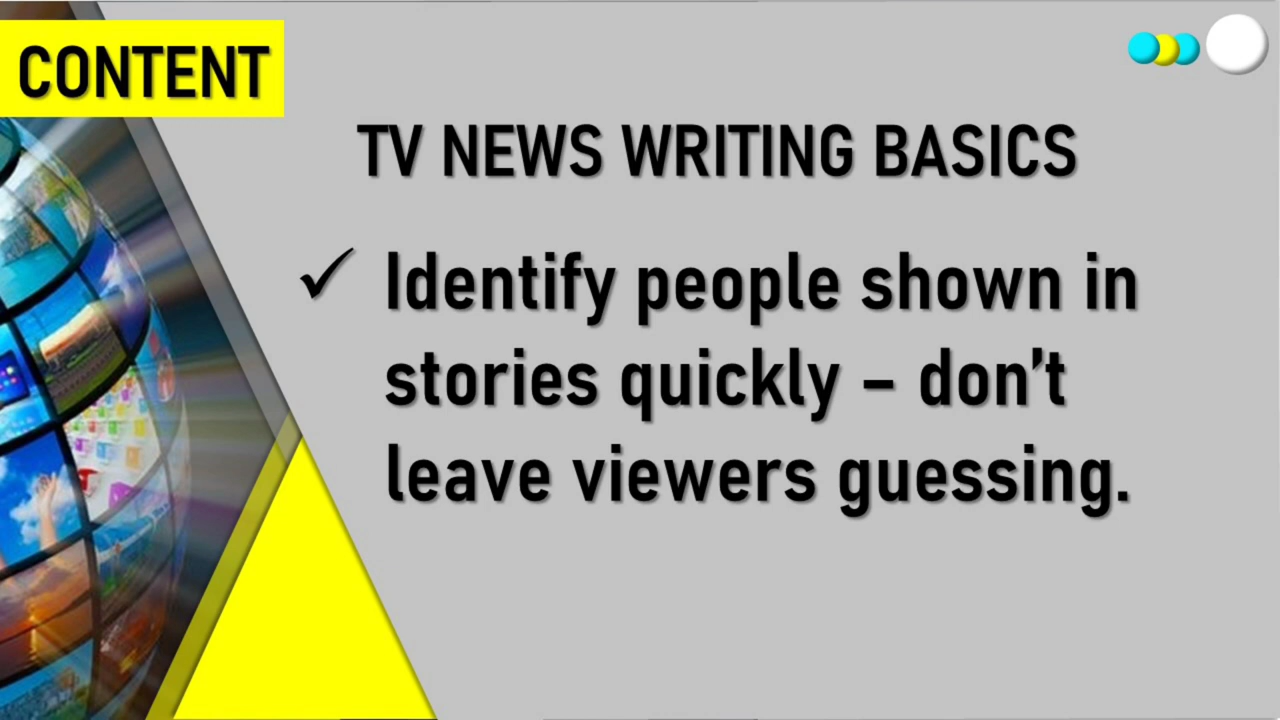 CONTENT
TV NEWS WRITING BASICS
✓ Identify people shown in
stories quickly – don’t
leave viewers guessing.